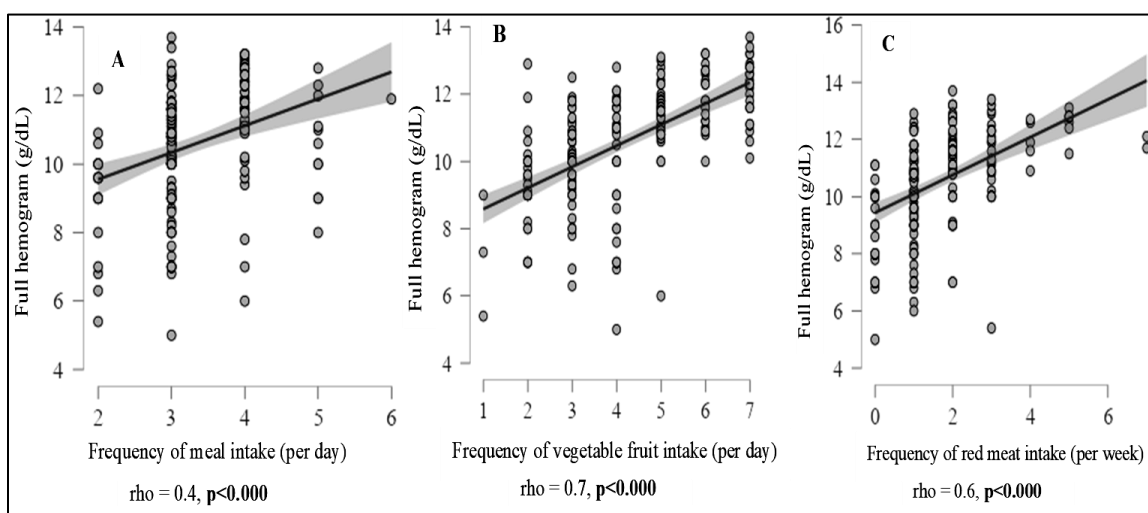 A
Full hemogram (g/dL)
14
12
10
8
6
4
2 3 4 5 6
Frequency of meal intake (per day)
rho = 0.4, p<0.000
B
Full hemogram (g/dL)
14
12
10
8
6
4
1 2 3 4 5 6 7
Frequency of vegetable fruit intake (per day)
rho = 0.7, p<0.000
C
Full hemogram (g/dL)
16
14
12
10
8
6
4
0 2 4 6
Frequency of red meat intake (per week)
rho = 0.6, p<0.000